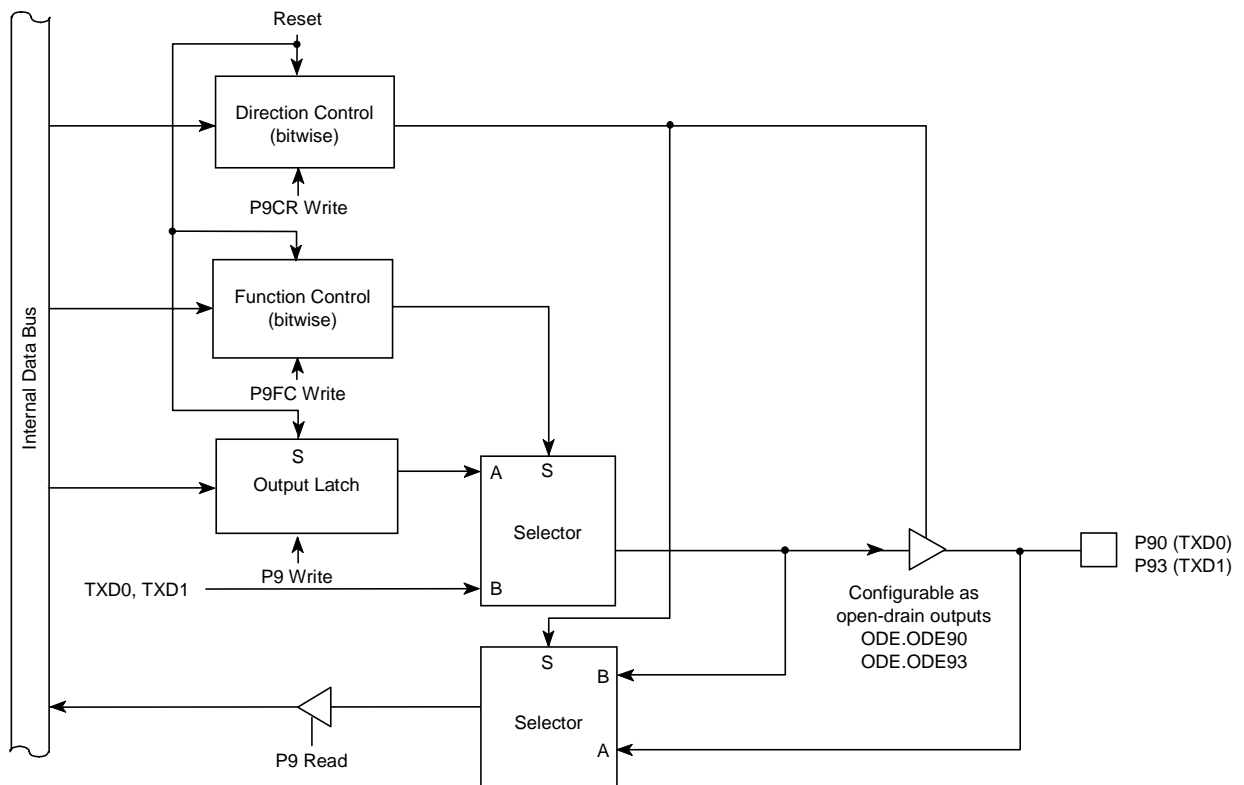 Reset
Direction Control
(bitwise)
P9CR Write
Function Control
(bitwise)
P9FC Write
Internal Data Bus
S
Output Latch
P9 Write
TXD0, TXD1
A
S
Selector
B
P90 (TXD0)
P93 (TXD1)
Configurable as
open-drain outputs
ODE.ODE90
ODE.ODE93
S
B
Selector
A
P9 Read